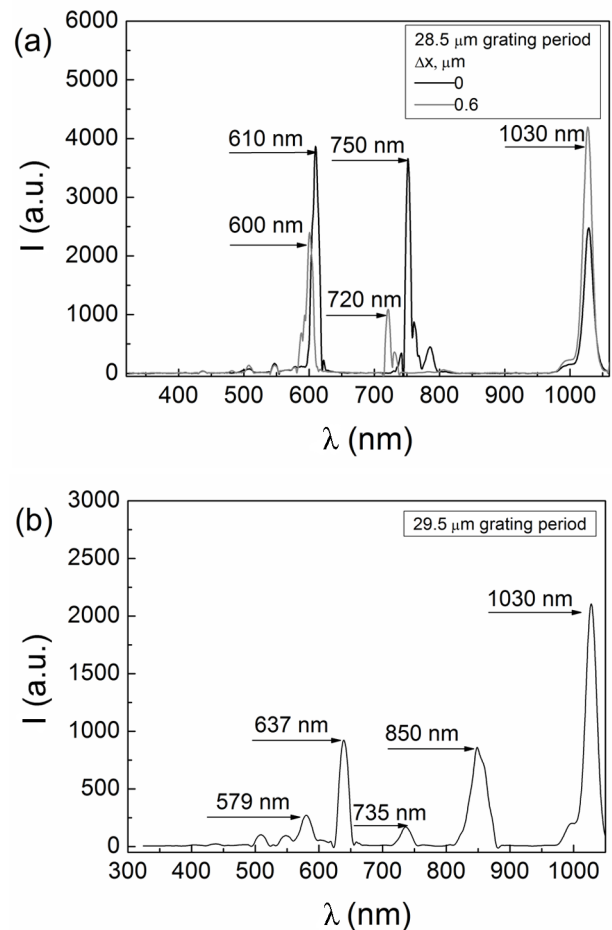 (a)
6000
5000
4000
3000
2000
1000
0
I (a.u.)
28.5 μm grating period
Δx, μm
0
0.6
610 nm
750 nm
1030 nm
600 nm
720 nm
400 500 600 700 800 900 1000
λ (nm)
(b)
3000
2500
2000
1500
1000
500
0
I (a.u.)
29.5 μm grating period
1030 nm
637 nm
850 nm
579 nm
735 nm
300 400 500 600 700 800 900 1000
λ (nm)